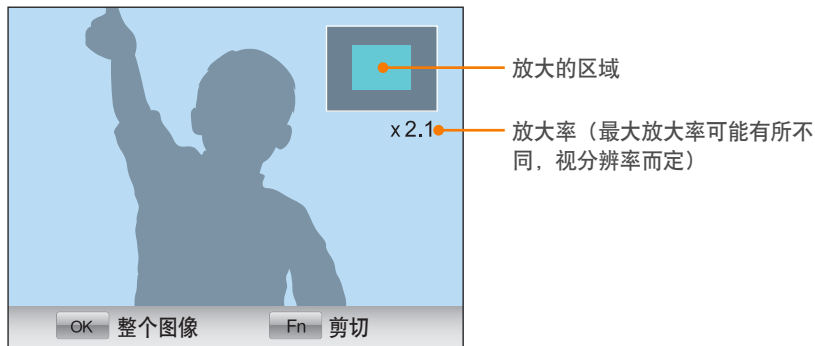 放大的区域
x 2.1
放大率（最大放大率可能有所不
同，视分辨率而定）
OK 整个图像 Fn 剪切